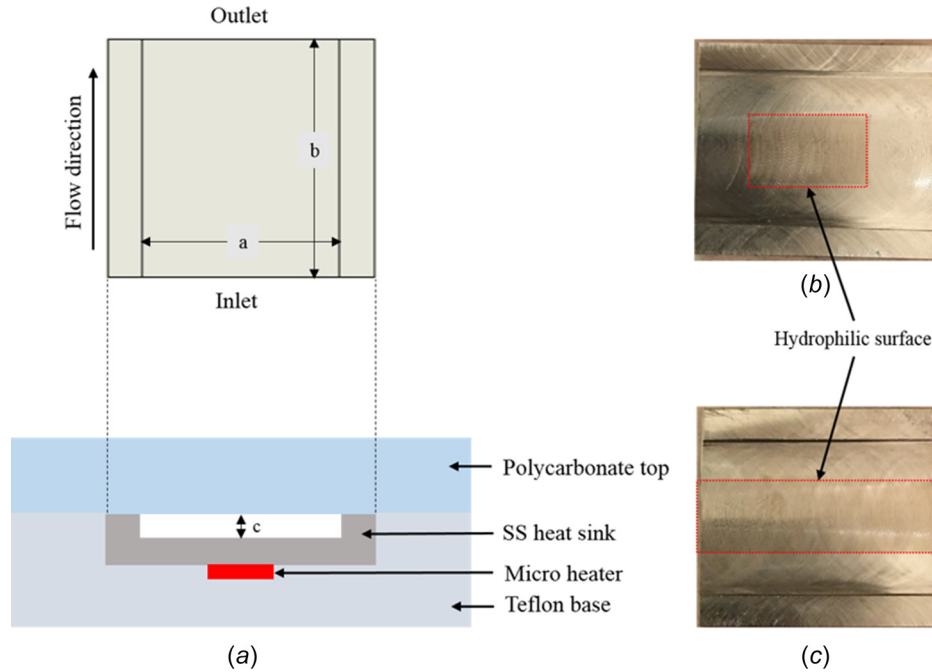 Outlet
Flow direction
b
a
Inlet
Polycarbonate top
c
SS heat sink
Micro heater
Teflon base
(a)
(b)
Hydrophilic surface
(c)